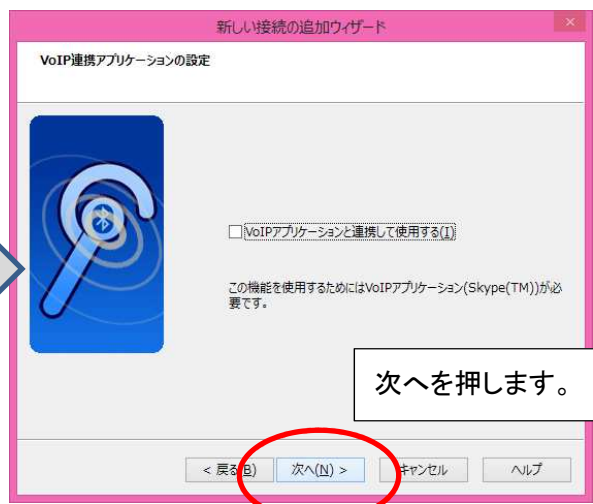 新しい接続の追加ウィザード
VoIP連携アプリケーションの設定
VoIPアプリケーションと連携して使用する(I)
この機能を使用するためにはVoIPアプリケーション(Skype(TM))が必
要です。
次へを押します。
< 戻る(B) 次へ(N) > キャンセル ヘルプ